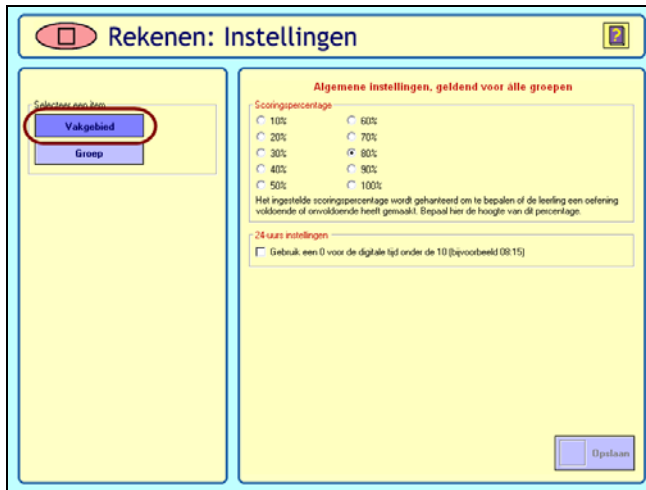 Rekenen: Instellingen
Selecteer een item
Vakgebied
Groep
Algemene instellingen, geldend voor álle groepen
Scoringspercentage
10% 60%
20% 70%
30% 80%
40% 90%
50% 100%
Het ingestelde scoringspercentage wordt gehanteerd om te bepalen of de leerling een oefening
voldoende of onvoldoende heeft gemaakt. Bepaal hier de hoogte van dit percentage.
24-uurs instellingen
Gebruik een 0 voor de digitale tijd onder de 10 (bijvoorbeeld 08:15)
Opslaan